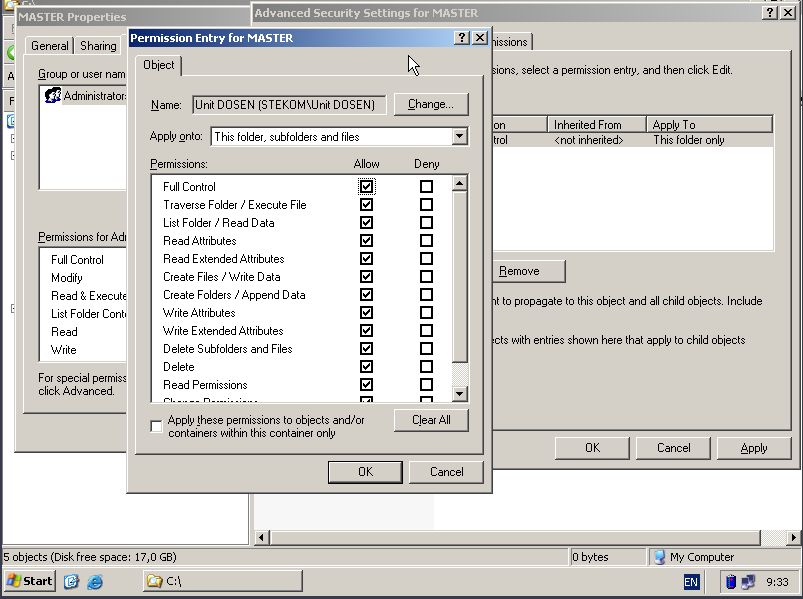 C:\
MASTER Properties
Advanced Security Settings for MASTER
Permission Entry for MASTER
General
Sharing
Object
Group or user nam
sions, select a permission entry, and then click Edit.
Administrator
Name:
Unit DOSEN (STEKOM\Unit DOSEN)
Change...
Inherited From
Apply To
<not inherited>
This folder only
Apply onto:
This folder, subfolders and files
Permissions:
Allow
Deny
Full Control
Traverse Folder / Execute File
List Folder / Read Data
Read Attributes
Read Extended Attributes
Create Files / Write Data
Create Folders / Append Data
Write Attributes
Write Extended Attributes
Delete Subfolders and Files
Delete
Read Permissions
Change Permissions
Permissions for Adm
Full Control
Modify
Read & Execute
List Folder Conte
Read
Write
For special permiss
click Advanced.
Remove
nt to propagate to this object and all child objects. Include
ects with entries shown here that apply to child objects
Apply these permissions to objects and/or
containers within this container only
Clear All
OK
Cancel
OK
Cancel
Apply
5 objects (Disk free space: 17,0 GB)
0 bytes
My Computer
Start
C:\
EN
9:33